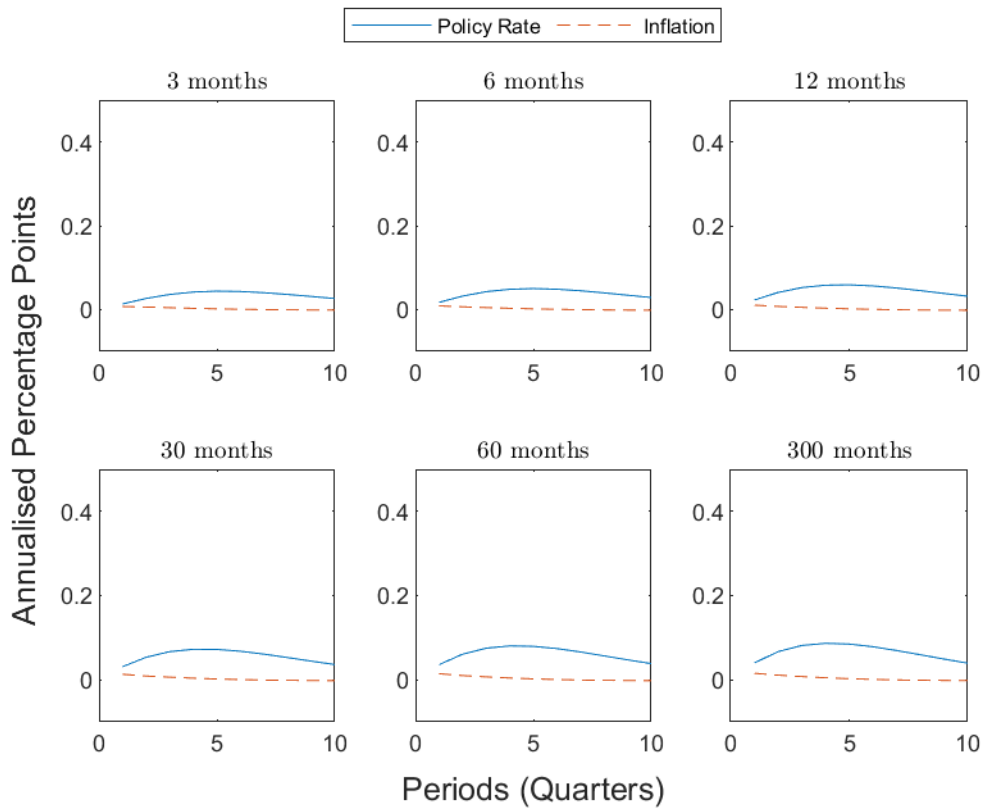 Policy Rate Inflation
3 months
6 months
12 months
0.4
0.2
0
0 5 10
0.4
0.2
0
0 5 10
0.4
0.2
0
0 5 10
30 months
60 months
300 months
0.4
0.2
0
0 5 10
0.4
0.2
0
0 5 10
0.4
0.2
0
0 5 10
Annualised Percentage Points
Periods (Quarters)